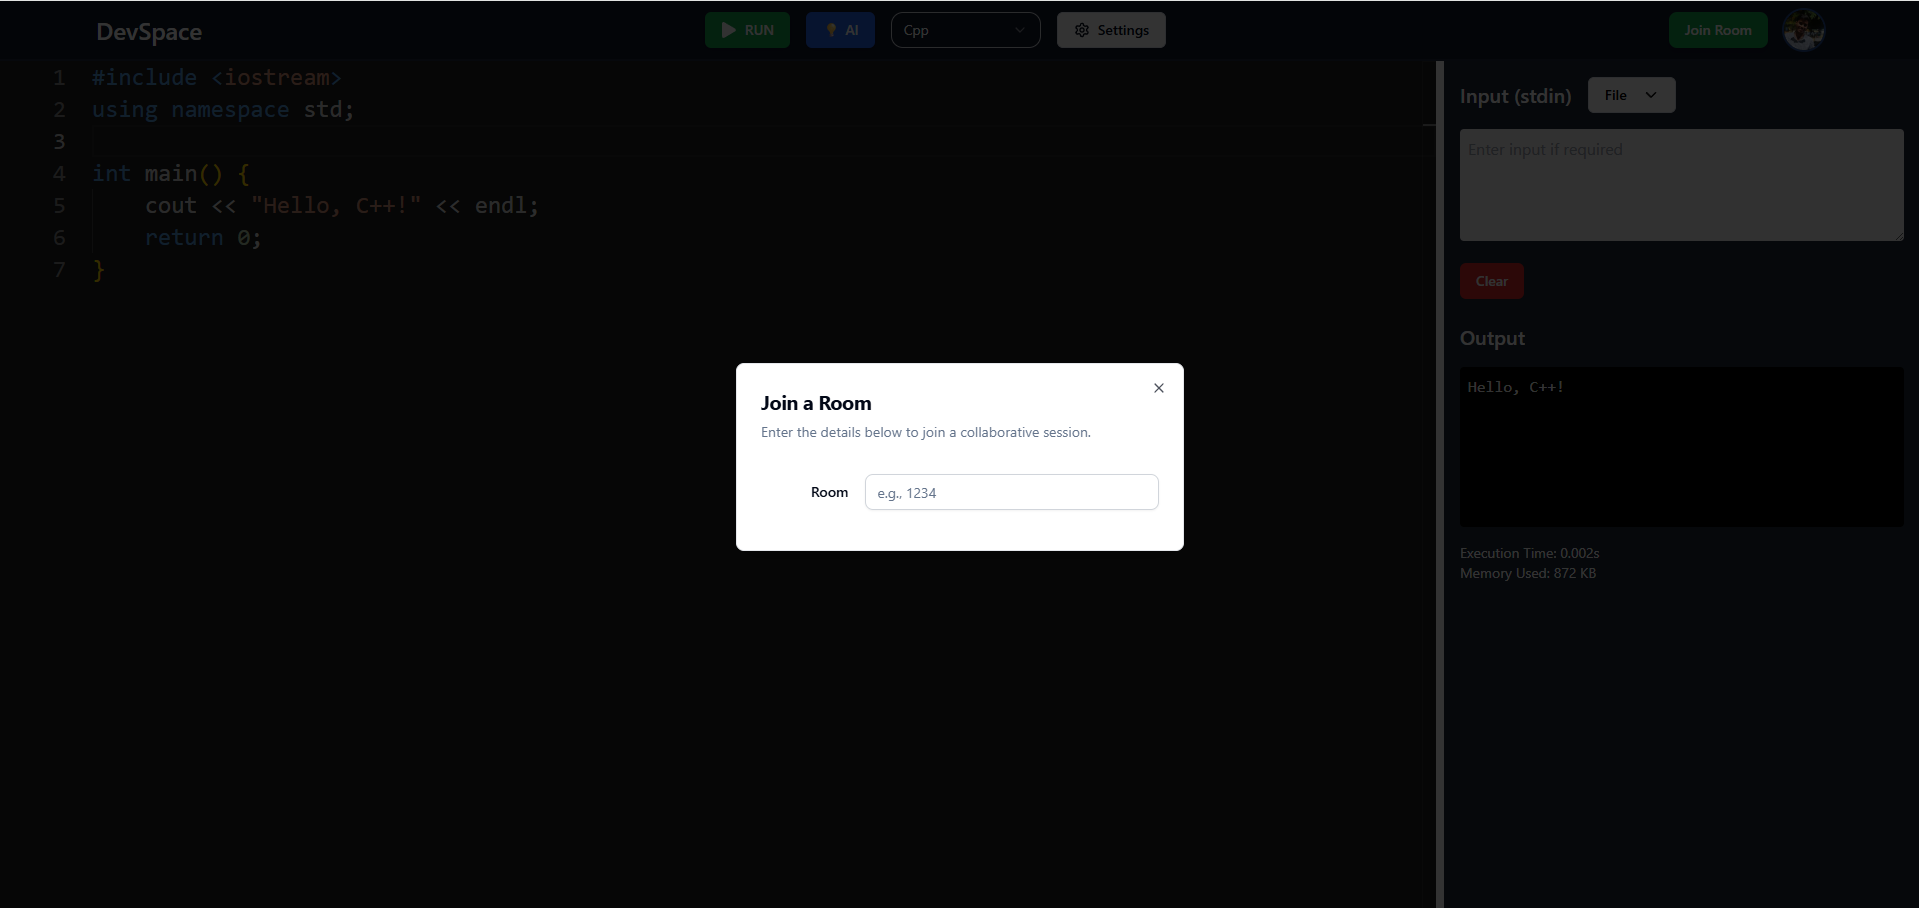 DevSpace
RUN
AI
Cpp
Settings
Join Room
1 #include <iostream>
2 using namespace std;
3
4 int main() {
5 cout << "Hello, C++!" << endl;
6 return 0;
7 }
Input (stdin)
File
Enter input if required
Clear
Output
Hello, C++!
Execution Time: 0.002s
Memory Used: 872 KB
Join a Room
Enter the details below to join a collaborative session.
Room
e.g., 1234